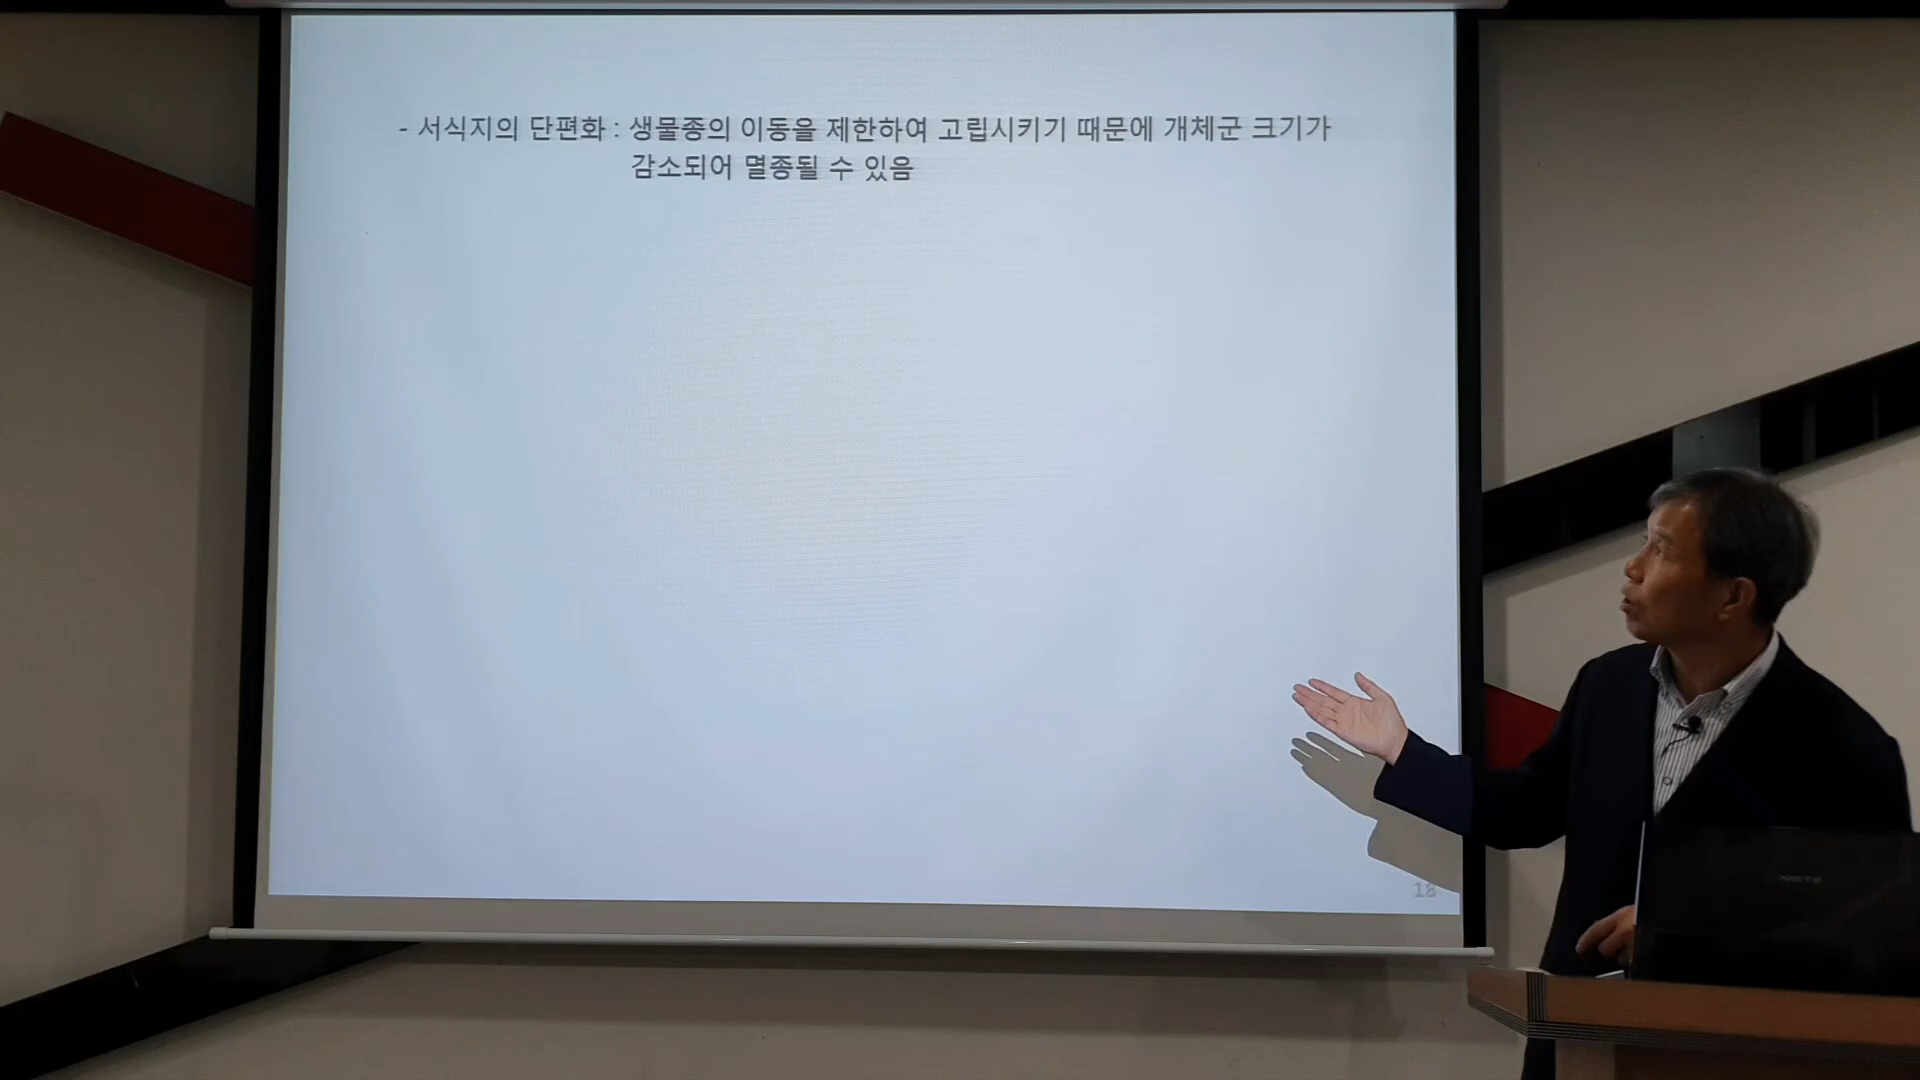 - 서식지의 단편화 : 생물종의 이동을 제한하여 고립시키기 때문에 개체군 크기가
감소되어 멸종될 수 있음
18